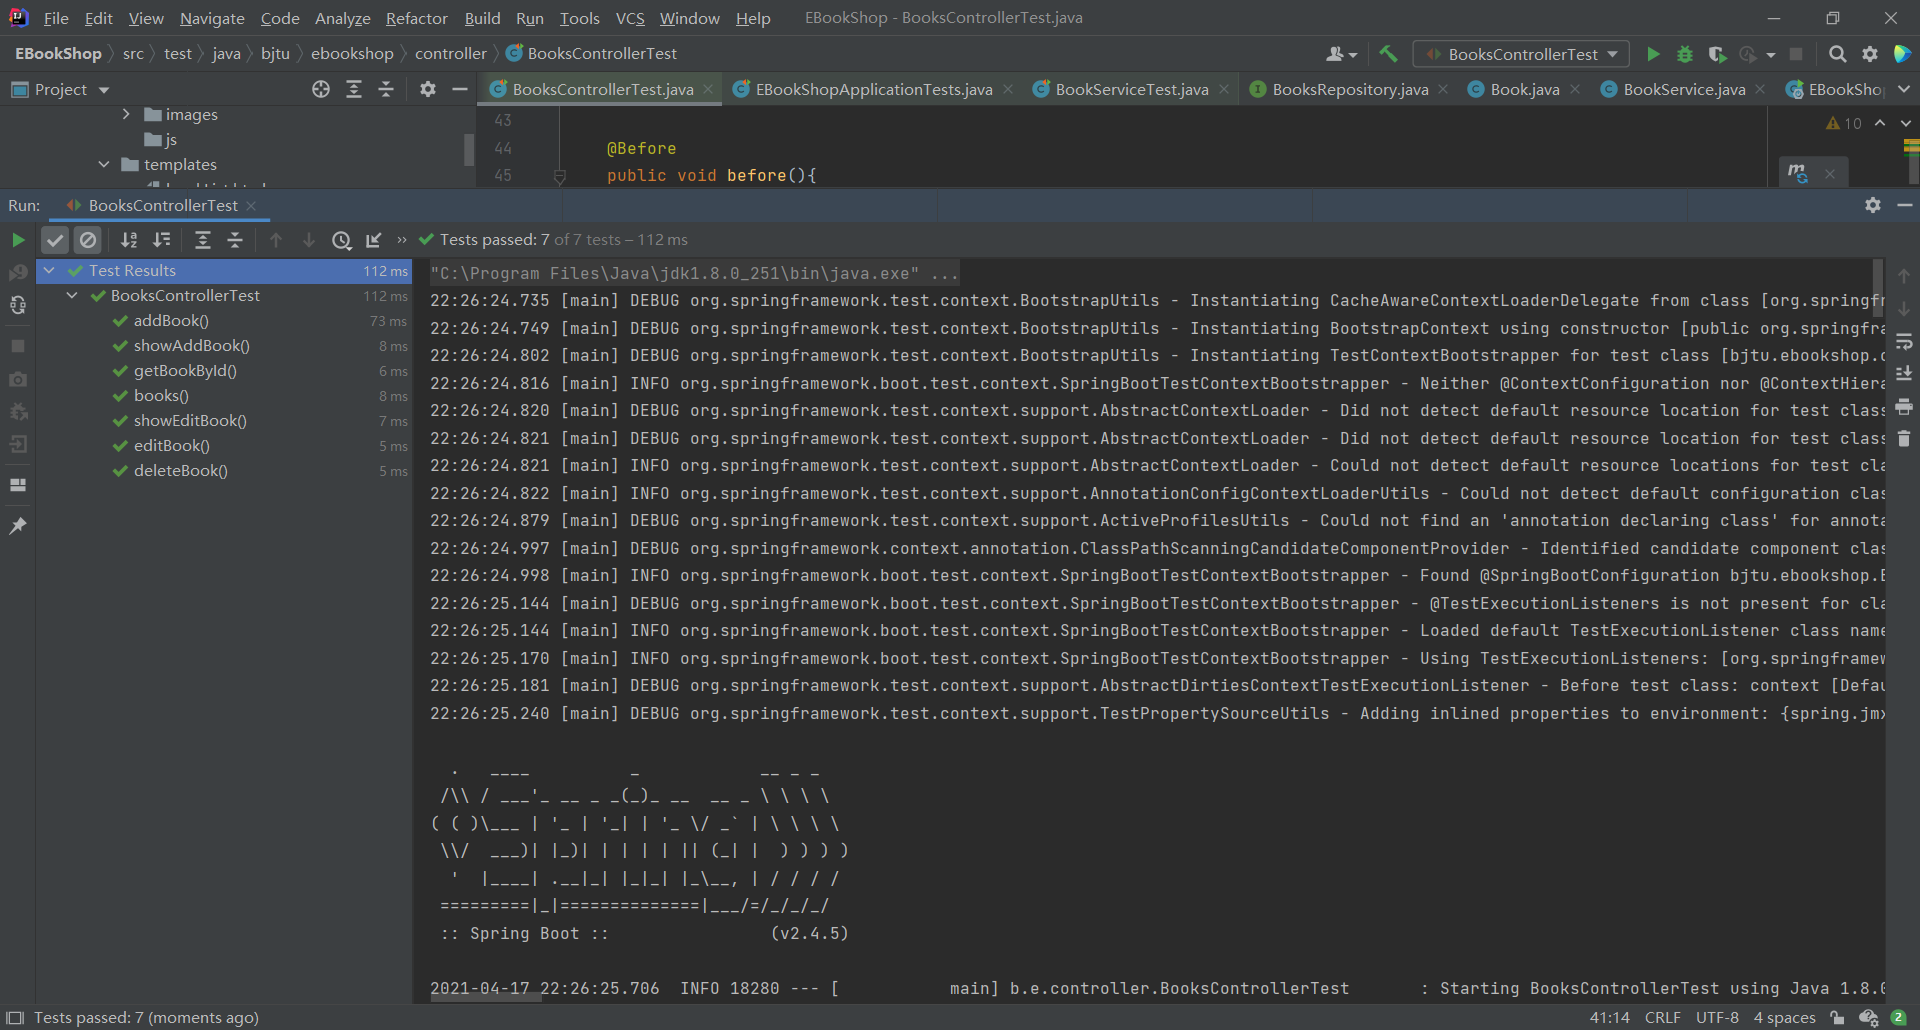 File Edit View Navigate Code Analyze Refactor Build Run Tools VCS Window Help EBookShop - BooksControllerTest.java
EBookShop src test java bjtu ebookshop controller BooksControllerTest BooksControllerTest
Project BooksControllerTest.java EBookShopApplicationTests.java BookServiceTest.java BooksRepository.java Book.java BookService.java EBookSho
images
js
templates
43
44 @Before
45 public void before(){
10
Run: BooksControllerTest
Tests passed: 7 of 7 tests – 112 ms
Test Results 112 ms
BooksControllerTest 112 ms
addBook() 73 ms
showAddBook() 8 ms
getBookById() 6 ms
books() 8 ms
showEditBook() 7 ms
editBook() 5 ms
deleteBook() 5 ms
"C:\Program Files\Java\jdk1.8.0_251\bin\java.exe" ...
22:26:24.735 [main] DEBUG org.springframework.test.context.BootstrapUtils - Instantiating CacheAwareContextLoaderDelegate from class [org.springfr
22:26:24.749 [main] DEBUG org.springframework.test.context.BootstrapUtils - Instantiating BootstrapContext using constructor [public org.springfra
22:26:24.802 [main] DEBUG org.springframework.test.context.BootstrapUtils - Instantiating TestContextBootstrapper for test class [bjtu.ebookshop.c
22:26:24.816 [main] INFO org.springframework.boot.test.context.SpringBootTestContextBootstrapper - Neither @ContextConfiguration nor @ContextHiera
22:26:24.820 [main] DEBUG org.springframework.test.context.support.AbstractContextLoader - Did not detect default resource location for test class
22:26:24.821 [main] DEBUG org.springframework.test.context.support.AbstractContextLoader - Did not detect default resource location for test class
22:26:24.821 [main] INFO org.springframework.test.context.support.AbstractContextLoader - Could not detect default resource locations for test cla
22:26:24.822 [main] INFO org.springframework.test.context.support.AnnotationConfigContextLoaderUtils - Could not detect default configuration clas
22:26:24.879 [main] DEBUG org.springframework.test.context.support.ActiveProfilesUtils - Could not find an 'annotation declaring class' for annota
22:26:24.997 [main] DEBUG org.springframework.context.annotation.ClassPathScanningCandidateComponentProvider - Identified candidate component clas
22:26:24.998 [main] INFO org.springframework.boot.test.context.SpringBootTestContextBootstrapper - Found @SpringBootConfiguration bjtu.ebookshop.E
22:26:25.144 [main] DEBUG org.springframework.boot.test.context.SpringBootTestContextBootstrapper - @TestExecutionListeners is not present for cla
22:26:25.144 [main] INFO org.springframework.boot.test.context.SpringBootTestContextBootstrapper - Loaded default TestExecutionListener class name
22:26:25.170 [main] INFO org.springframework.boot.test.context.SpringBootTestContextBootstrapper - Using TestExecutionListeners: [org.springframew
22:26:25.181 [main] DEBUG org.springframework.test.context.support.AbstractDirtiesContextTestExecutionListener - Before test class: context [Defau
22:26:25.240 [main] DEBUG org.springframework.test.context.support.TestPropertySourceUtils - Adding inlined properties to environment: {spring.jmx
:: Spring Boot :: (v2.4.5)
2021-04-17 22:26:25.706 INFO 18280 --- [ main] b.e.controller.BooksControllerTest : Starting BooksControllerTest using Java 1.8.0
Tests passed: 7 (moments ago) 41:14 CRLF UTF-8 4 spaces 2